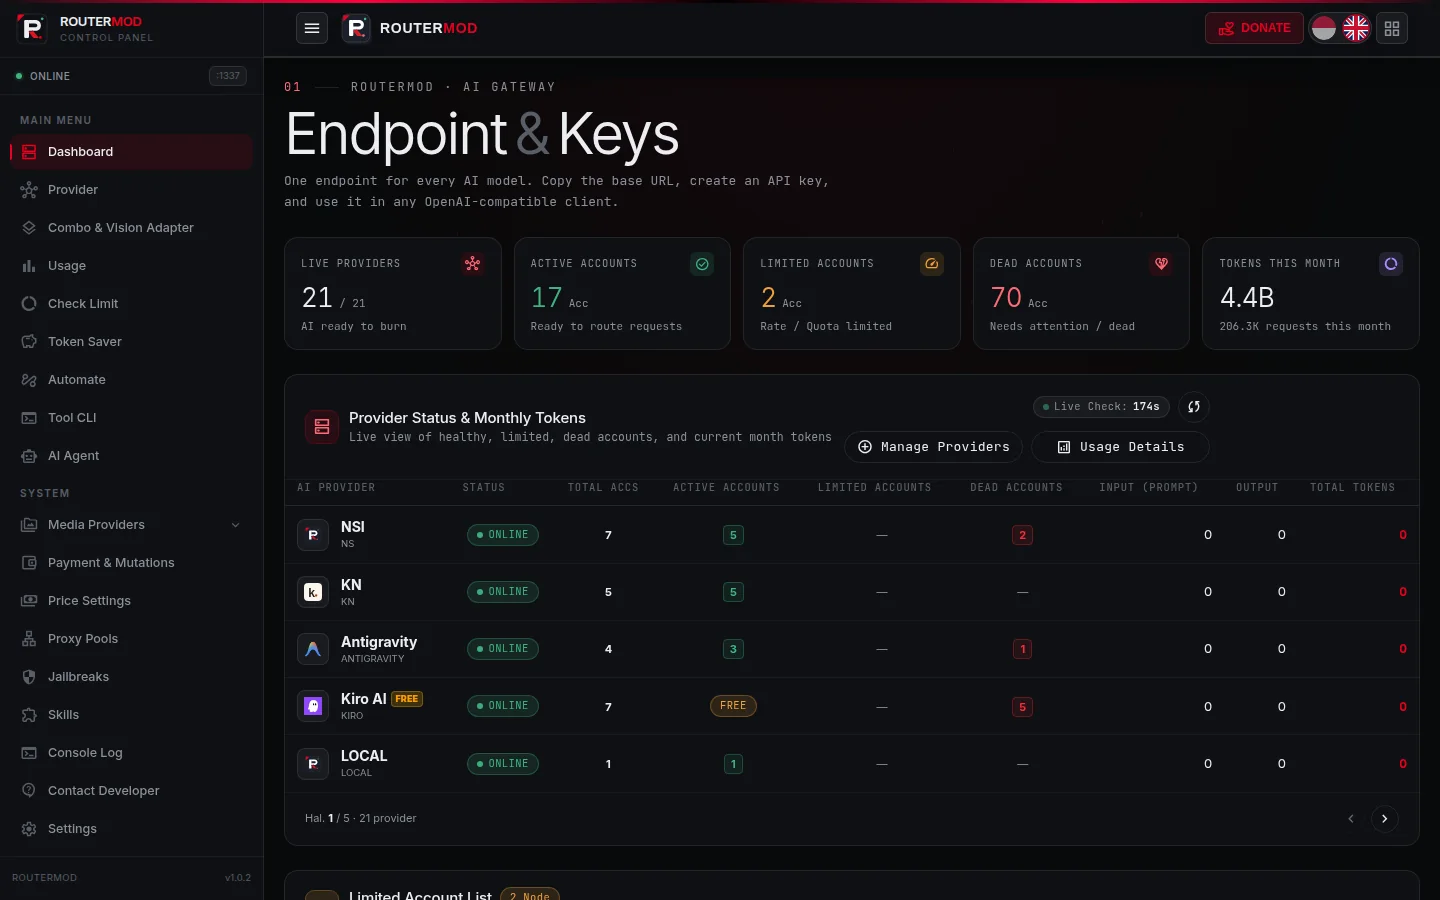 ROUTERMOD
CONTROL PANEL
ONLINE
:1337
MAIN MENU
Dashboard
Provider
Combo & Vision Adapter
Usage
Check Limit
Token Saver
Automate
Tool CLI
AI Agent
SYSTEM
Media Providers
Payment & Mutations
Price Settings
Proxy Pools
Jailbreaks
Skills
Console Log
Contact Developer
Settings
ROUTERMOD v1.0.2
ROUTERMOD
DONATE
01 ROUTERMOD · AI GATEWAY
Endpoint & Keys
One endpoint for every AI model. Copy the base URL, create an API key,
and use it in any OpenAI-compatible client.
LIVE PROVIDERS
21 / 21
AI ready to burn
ACTIVE ACCOUNTS
17 Acc
Ready to route requests
LIMITED ACCOUNTS
2 Acc
Rate / Quota limited
DEAD ACCOUNTS
70 Acc
Needs attention / dead
TOKENS THIS MONTH
4.4B
206.3K requests this month
Provider Status & Monthly Tokens
Live view of healthy, limited, dead accounts, and current month tokens
Live Check: 174s
Manage Providers
Usage Details
AI PROVIDER STATUS TOTAL ACCS ACTIVE ACCOUNTS LIMITED ACCOUNTS DEAD ACCOUNTS INPUT (PROMPT) OUTPUT TOTAL TOKENS
NSI
NS
ONLINE 7 5 — 2 0 0 0
k.
KN
KN
ONLINE 5 5 — — 0 0 0
Antigravity
ANTIGRAVITY
ONLINE 4 3 — 1 0 0 0
Kiro AI FREE
KIRO
ONLINE 7 FREE — 5 0 0 0
LOCAL
LOCAL
ONLINE 1 1 — — 0 0 0
Hal. 1 / 5 · 21 provider
Limited Account List 2 Node